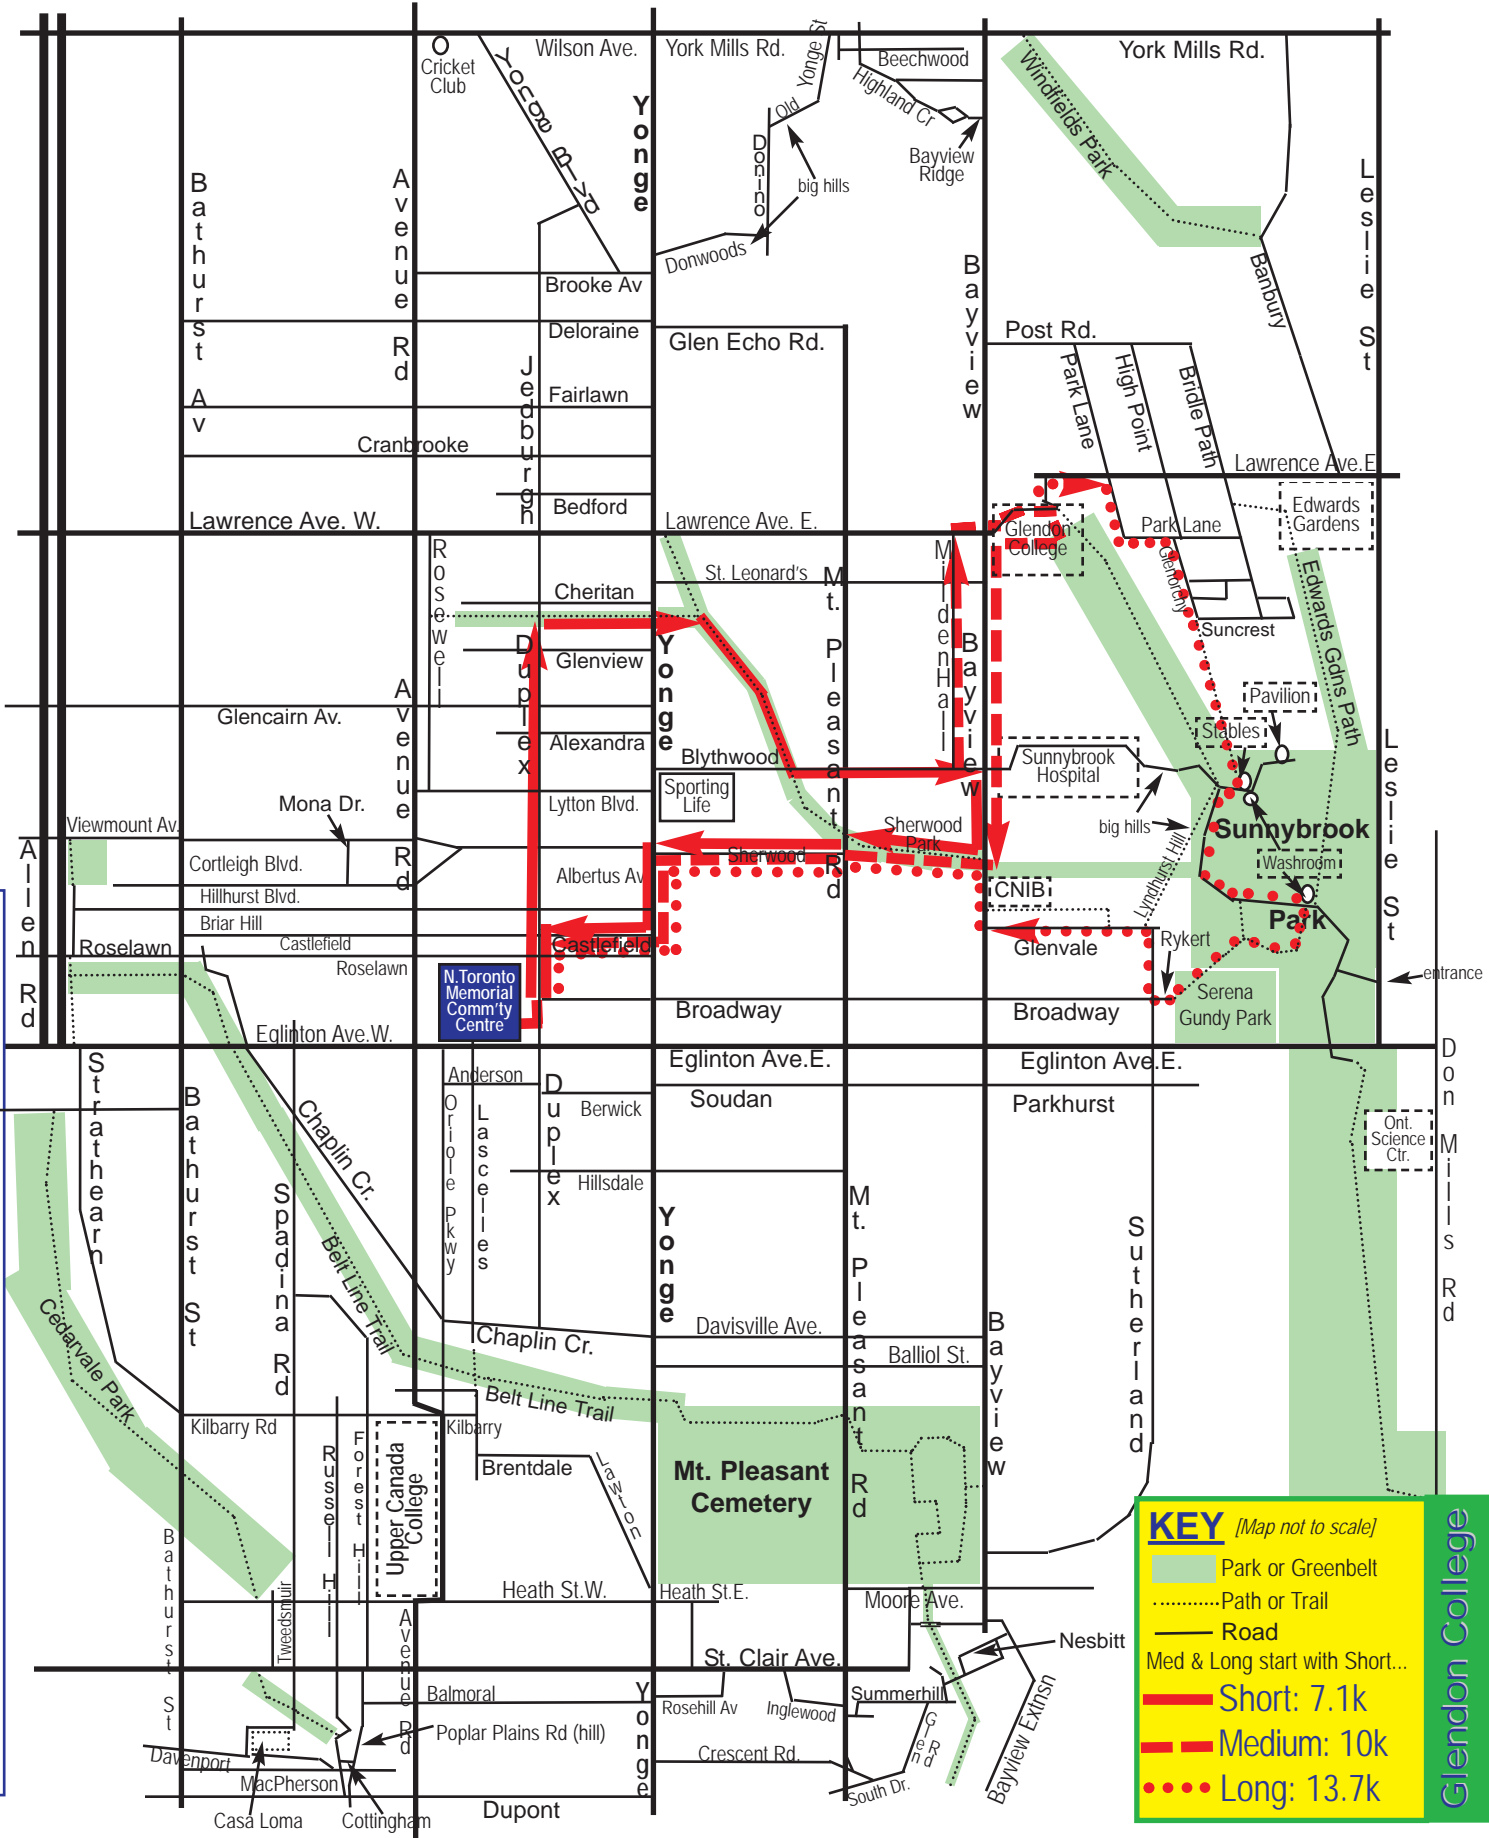 Wilson Ave.
York Mills Rd.
York Mills Rd.
Cricket
Club
Yonge Blvd
Yonge
Old
Yonge St
Beechwood
Highland Cr
Bayview
Ridge
Donino
big hills
Donwoods
Windfields Park
Banbury
Leslie St
Bathurst Av
Avenue Rd
Brooke Av
Deloraine
Glen Echo Rd.
Jedburgh
Fairlawn
Cranbrooke
Bedford
Bayview
Post Rd.
Park Lane
High Point
Bridle Path
Lawrence Ave.E
Lawrence Ave. W.
Lawrence Ave. E.
Glendon
College
Park Lane
Edwards
Gardens
Glenorchy
Suncrest
Edwards Gdns Path
Rosewell
Cheritan
St. Leonard's
Mt. Pleasant Rd
MildenHall
Bayview
Duplex
Glenview
Yonge
Avenue Rd
Glencairn Av.
Alexandra
Blythwood
Pavilion
Stables
Sunnybrook
Hospital
Leslie St
Mona Dr.
Lytton Blvd.
Sporting
Life
Viewmount Av.
Sherwood
Park
big hills
Sunnybrook
Park
Washroom
Allen Rd
Cortleigh Blvd.
Albertus Av
Sherwood
CNIB
Lyndhurst Hill
Hillhurst Blvd.
Briar Hill
Castlefield
Castlefield
Roselawn
Roselawn
Glenvale
Rykert
entrance
N.Toronto
Memorial
Comm'ty
Centre
Broadway
Broadway
Serena
Gundy Park
Eglinton Ave.W.
Eglinton Ave.E.
Eglinton Ave.E.
Don Mills Rd
Strathearn
Bathurst St
Chaplin Cr.
Anderson
Oriole Pkwy
Lascelles
Duplex
Berwick
Soudan
Parkhurst
Ont.
Science
Ctr.
Hillsdale
Spadina Rd
Yonge
Mt. Pleasant Rd
Sutherland
Belt Line Trail
Cedarvale Park
Chaplin Cr.
Davisville Ave.
Balliol St.
Bayview
Belt Line Trail
Kilbarry Rd
Kilbarry
Russell Hill
Forest Hill
Upper Canada
College
Brentdale
Lawton
Mt. Pleasant
Cemetery
Bathurst St
Tweedsmuir
Heath St.W.
Heath St.E.
Moore Ave.
Avenue Rd
Nesbitt
St. Clair Ave.
Balmoral
Yonge
Rosehill Av
Inglewood
Summerhill
Glen Rd
Bayview Extnsn
Poplar Plains Rd (hill)
Davenport
MacPherson
Crescent Rd.
South Dr.
Casa Loma
Cottingham
Dupont
KEY [Map not to scale]
Park or Greenbelt
Path or Trail
Road
Med & Long start with Short...
Short: 7.1k
Medium: 10k
Long: 13.7k
Glendon College